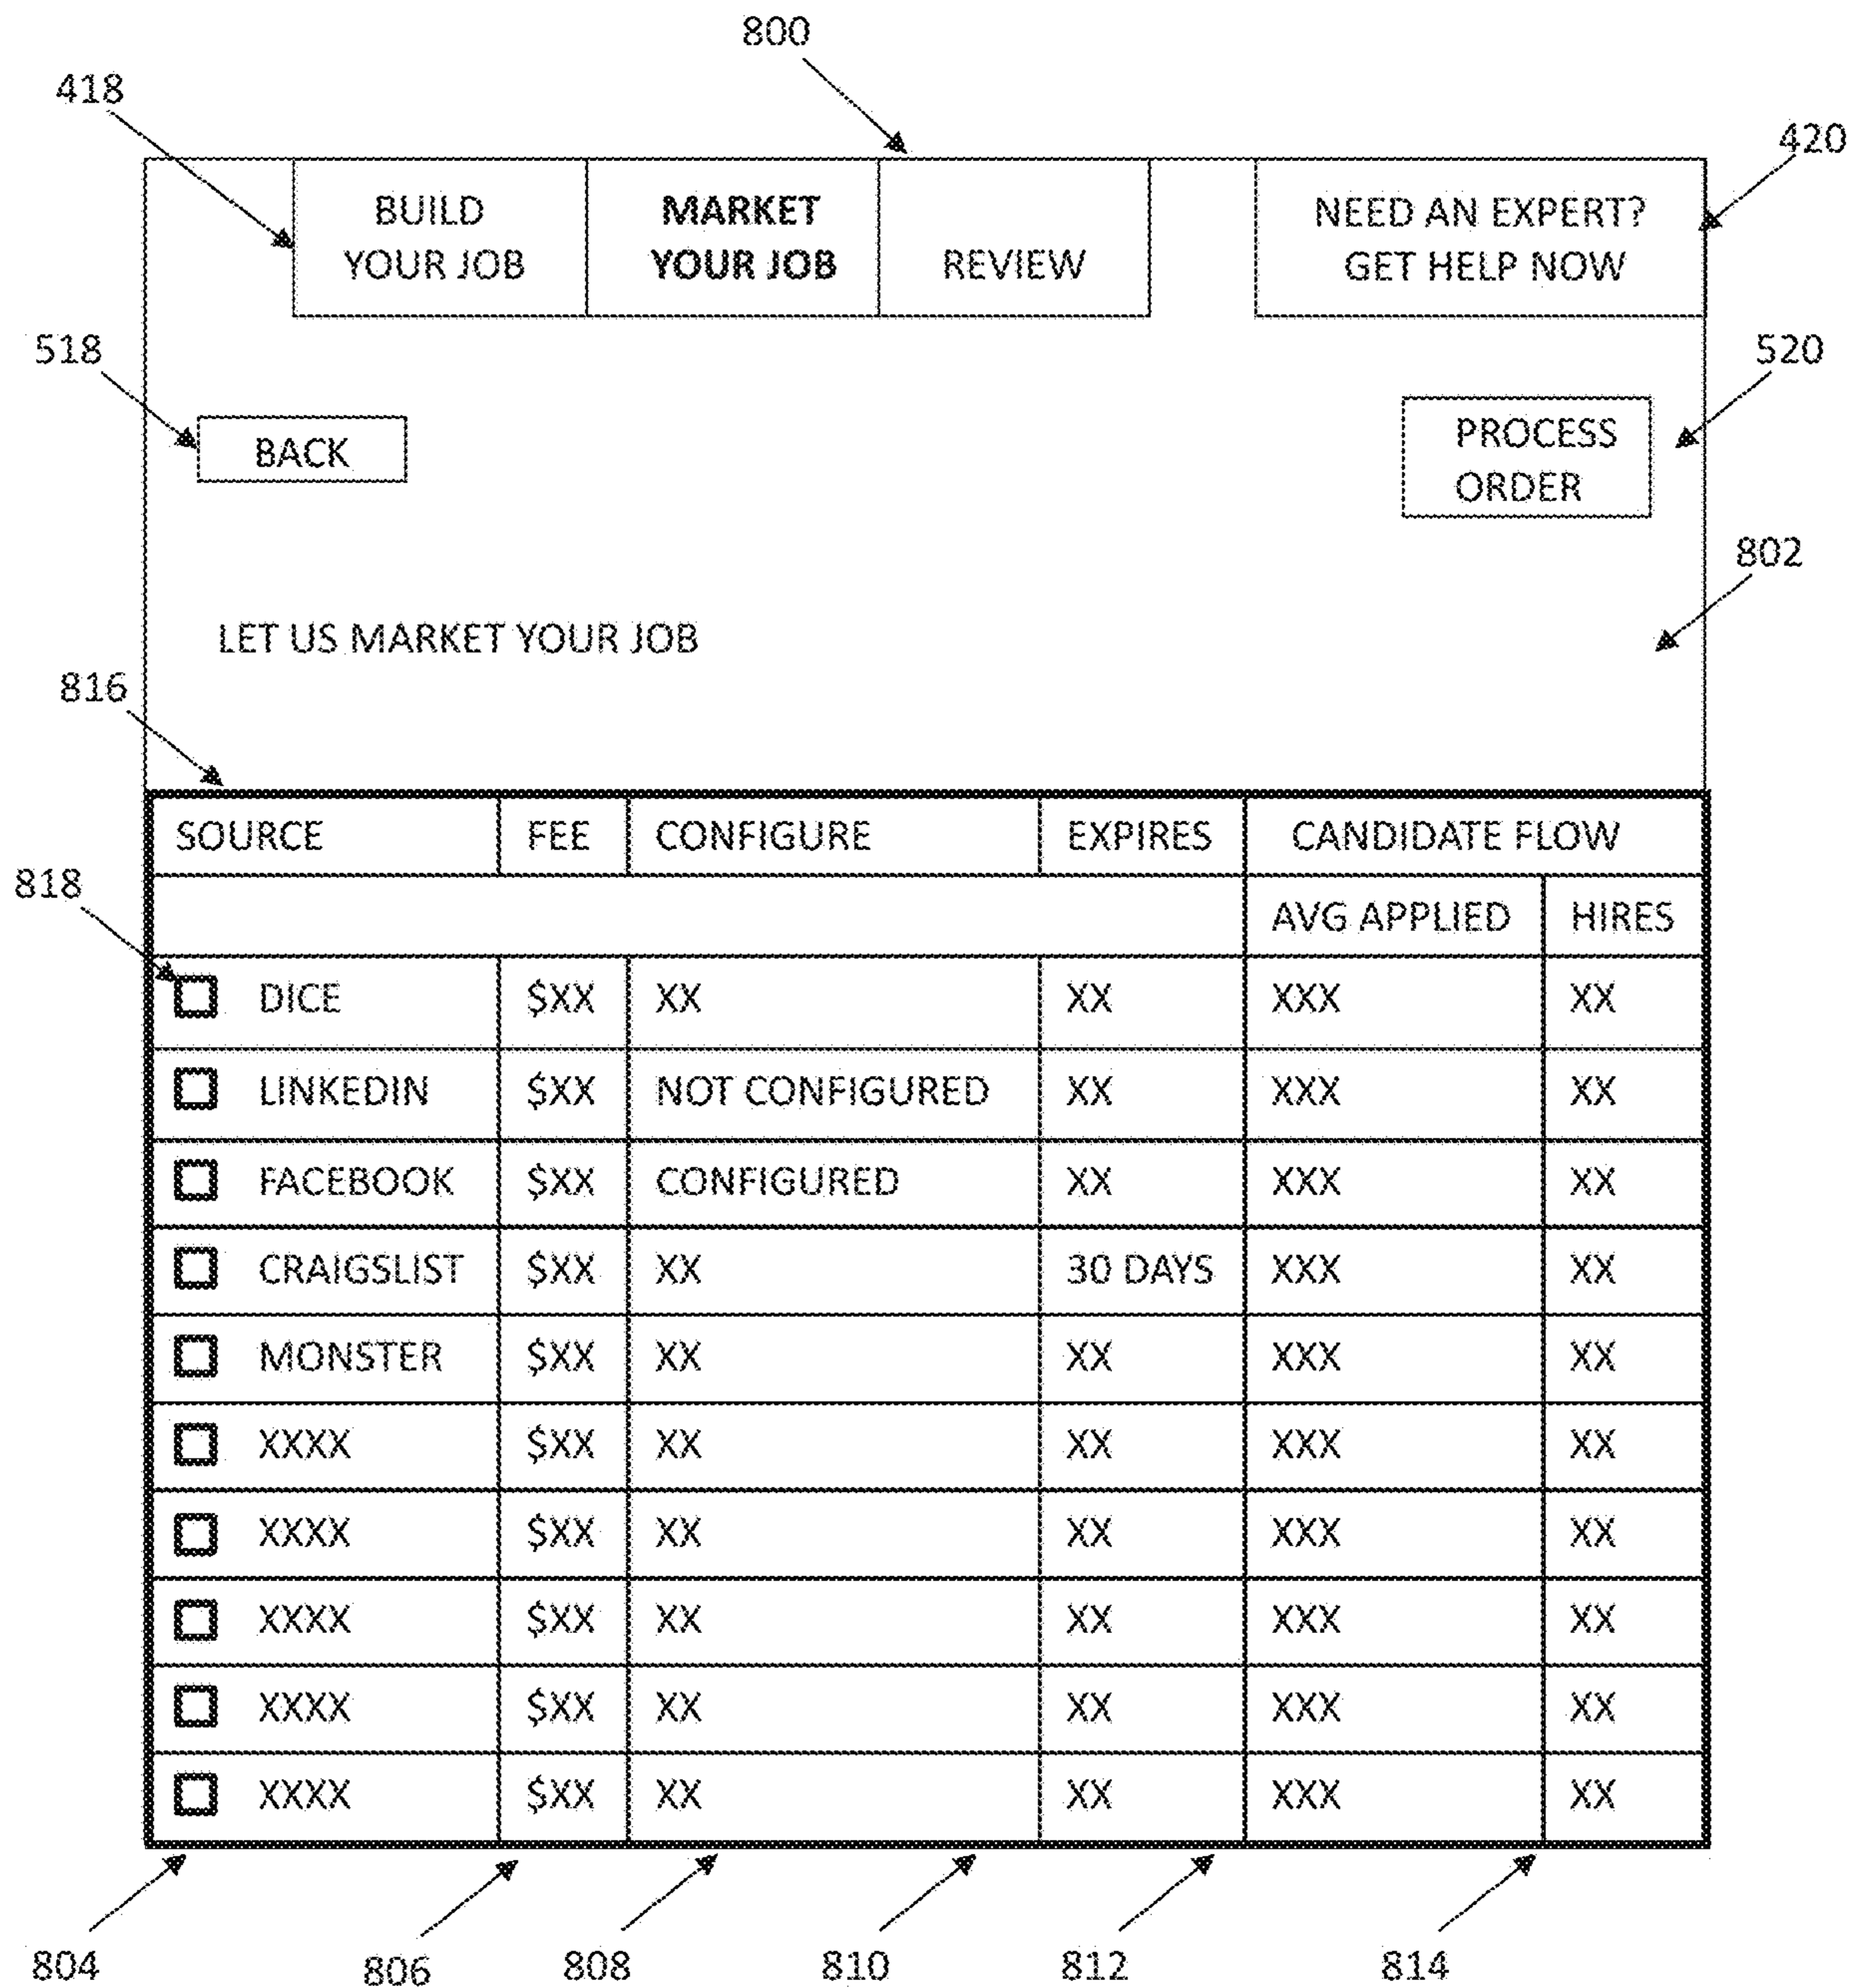 800
418
420
BUILD
YOUR JOB
MARKET
YOUR JOB
REVIEW
NEED AN EXPERT?
GET HELP NOW
518
520
BACK
PROCESS
ORDER
802
LET US MARKET YOUR JOB
816
SOURCE FEE CONFIGURE EXPIRES CANDIDATE FLOW
818
AVG APPLIED HIRES
DICE $XX XX XX XXX XX
LINKEDIN $XX NOT CONFIGURED XX XXX XX
FACEBOOK $XX CONFIGURED XX XXX XX
CRAIGSLIST $XX XX 30 DAYS XXX XX
MONSTER $XX XX XX XXX XX
XXXX $XX XX XX XXX XX
XXXX $XX XX XX XXX XX
XXXX $XX XX XX XXX XX
XXXX $XX XX XX XXX XX
XXXX $XX XX XX XXX XX
804 806 808 810 812 814